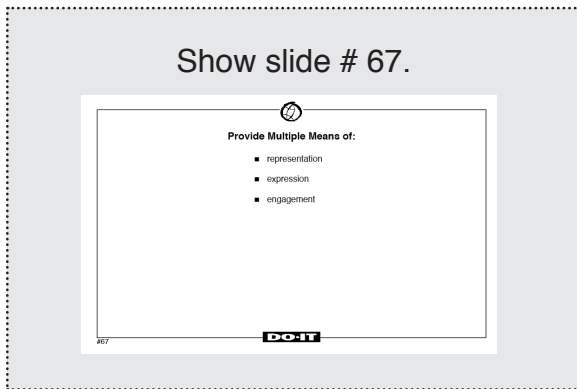 Show slide # 67.
Provide Multiple Means of:
■ representation
■ expression
■ engagement
#67
DO-IT